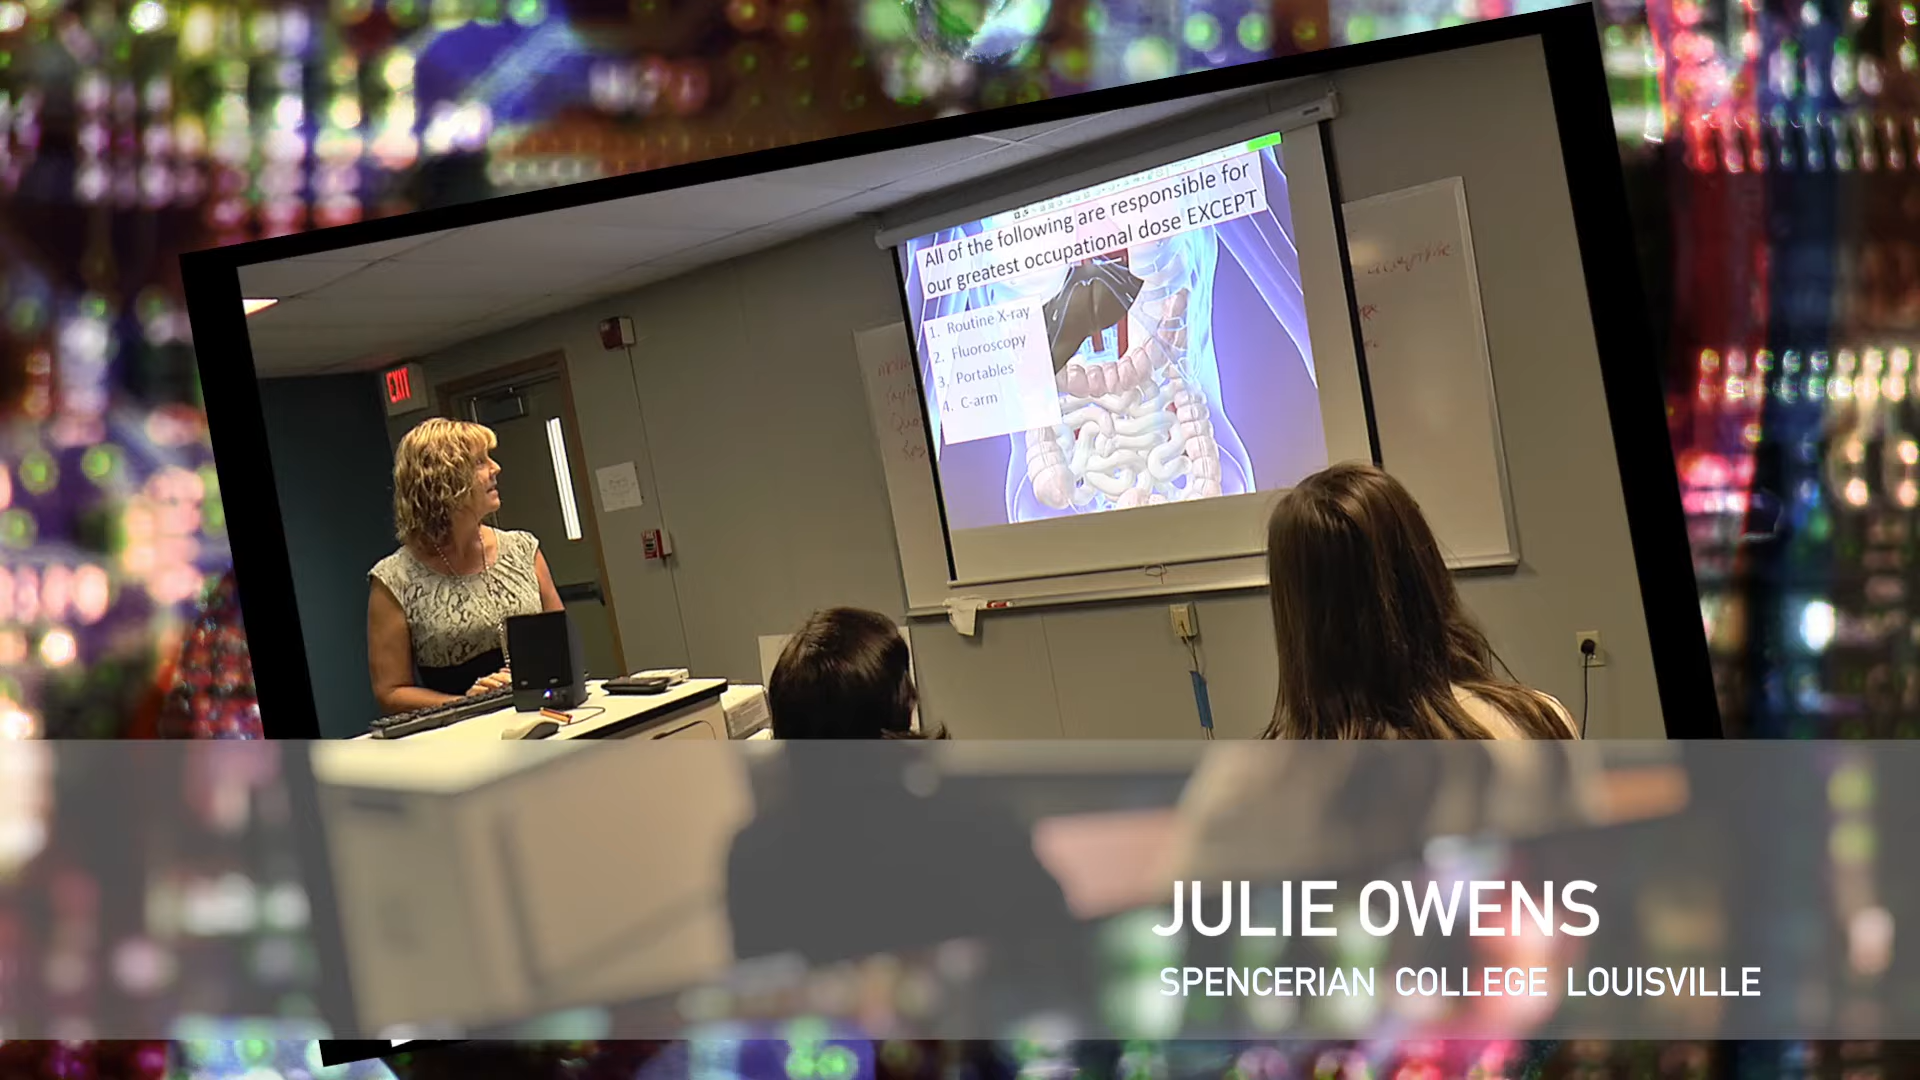 All of the following are responsible for
our greatest occupational dose EXCEPT
1. Routine X-ray
2. Fluoroscopy
3. Portables
4. C-arm
EXIT
JULIE OWENS
SPENCERIAN COLLEGE LOUISVILLE